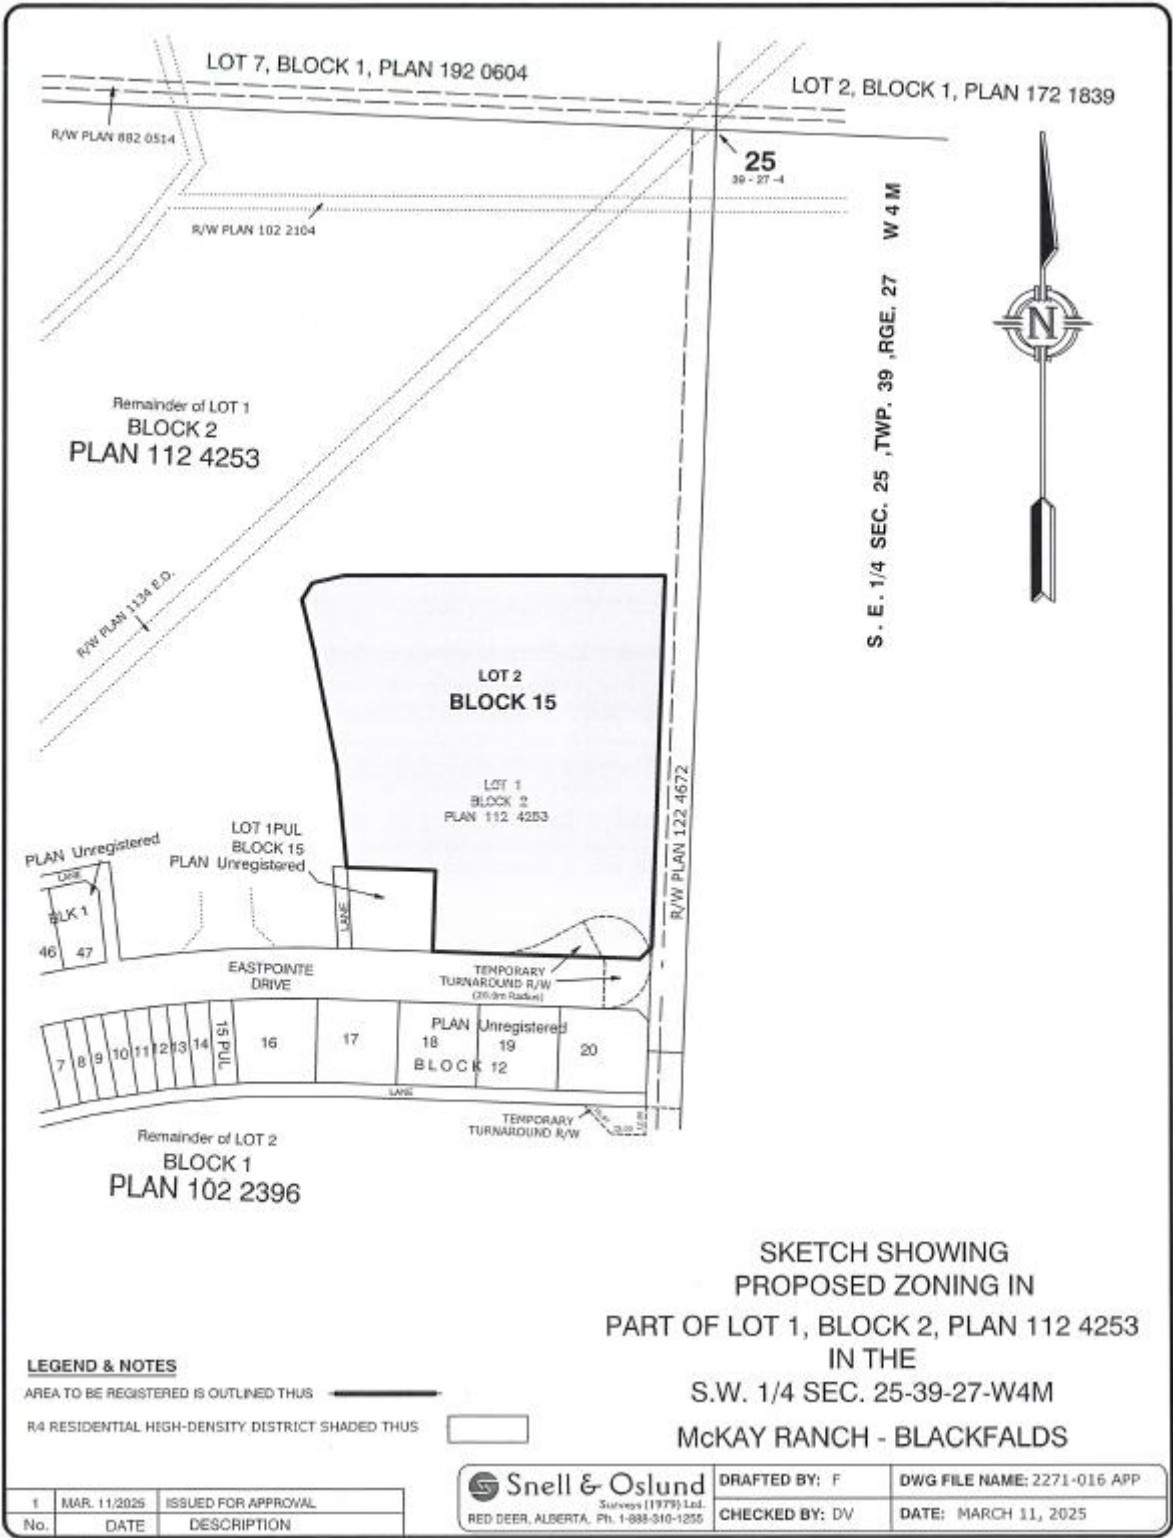 LOT 7, BLOCK 1, PLAN 192 0604
LOT 2, BLOCK 1, PLAN 172 1839
R/W PLAN 882 0514
25
39 - 27 -4
R/W PLAN 102 2104
S . E . 1/4 SEC. 25 ,TWP. 39 ,RGE. 27 W 4 M
N
Remainder of LOT 1
BLOCK 2
PLAN 112 4253
R/W PLAN 1134 E.O.
LOT 2
BLOCK 15
LOT 1
BLOCK 2
PLAN 112 4253
R/W PLAN 122 4672
LOT 1PUL
BLOCK 15
PLAN Unregistered
PLAN Unregistered
LANE
BLK 1
46
47
LANE
EASTPOINTE
DRIVE
TEMPORARY
TURNAROUND R/W
PLAN Unregistered
7
8
9
10
11
12
13
14
15 PUL
16
17
18
19
20
BLOCK 12
LANE
TEMPORARY
TURNAROUND R/W
Remainder of LOT 2
BLOCK 1
PLAN 102 2396
SKETCH SHOWING
PROPOSED ZONING IN
PART OF LOT 1, BLOCK 2, PLAN 112 4253
IN THE
S.W. 1/4 SEC. 25-39-27-W4M
McKAY RANCH - BLACKFALDS
LEGEND & NOTES
AREA TO BE REGISTERED IS OUTLINED THUS
R4 RESIDENTIAL HIGH-DENSITY DISTRICT SHADED THUS
1 MAR. 11/2025 ISSUED FOR APPROVAL
No. DATE DESCRIPTION
Snell & Oslund
Surveys (1979) Ltd.
RED DEER, ALBERTA. Ph. 1-888-310-1255
DRAFTED BY: F
DWG FILE NAME: 2271-016 APP
CHECKED BY: DV
DATE: MARCH 11, 2025